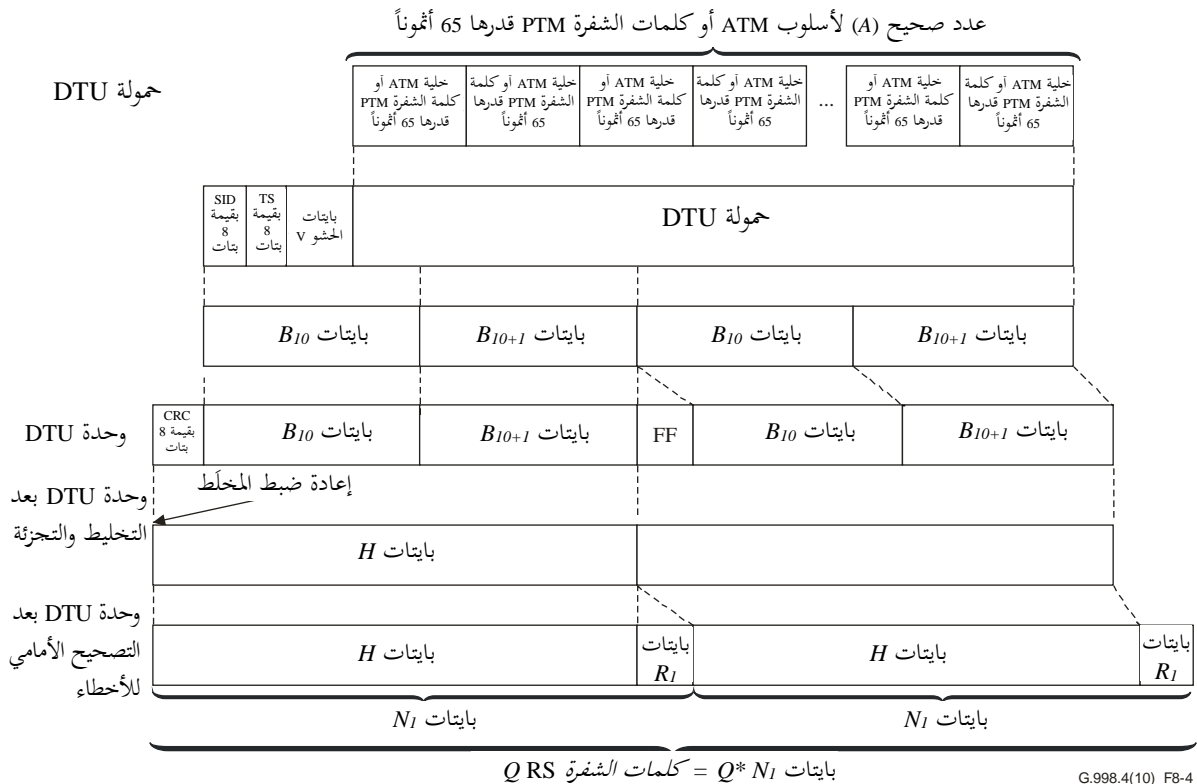 عدد صحيح (A) لأسلوب ATM أو كلمات الشفرة PTM قدرها 65 أثموناً
حمولة DTU
خلية ATM أو
كلمة الشفرة PTM
قدرها 65 أثموناً
خلية ATM أو كلمة
الشفرة PTM قدرها
65 أثموناً
خلية ATM أو
كلمة الشفرة PTM
قدرها 65 أثموناً
خلية ATM أو كلمة
الشفرة PTM قدرها
65 أثموناً
...
خلية ATM أو
كلمة الشفرة PTM
قدرها 65 أثموناً
خلية ATM أو كلمة
الشفرة PTM قدرها
65 أثموناً
SID
بقيمة
8
بتات
TS
بقيمة
8
بتات
بايتات
الحشو V
حمولة DTU
بايتات B10
بايتات B10+1
بايتات B10
بايتات B10+1
وحدة DTU
CRC
بقيمة 8
بتات
بايتات B10
بايتات B10+1
FF
بايتات B10
بايتات B10+1
إعادة ضبط المخلَط
وحدة DTU بعد
التخليط والتجزئة
بايتات H
وحدة DTU بعد
التصحيح الأمامي
للأخطاء
بايتات H
بايتات
R1
بايتات H
بايتات
R1
بايتات N1
بايتات N1
بايتات Q* N1 = كلمات الشفرة Q RS
G.998.4(10)_F8-4